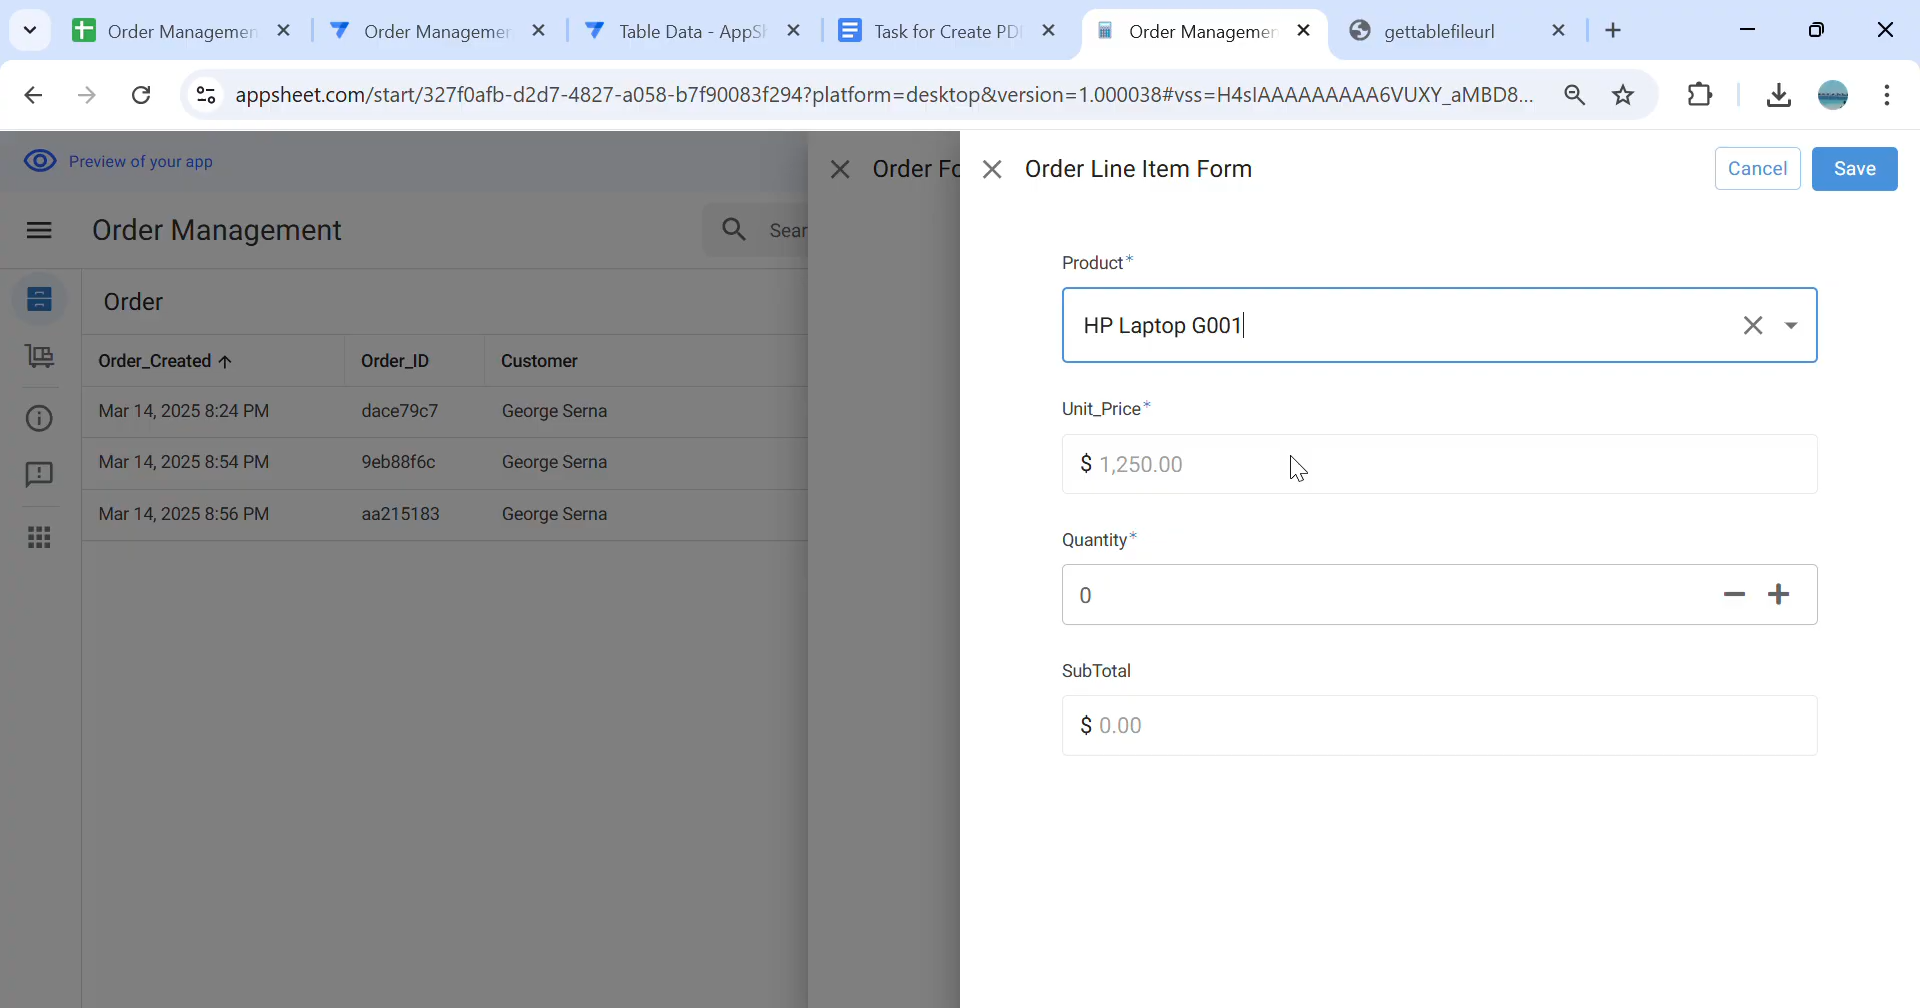 Order Managemen
Order Managemer
Table Data - AppS
Task for Create PD
Order Managemer
gettablefileurl
appsheet.com/start/327f0afb-d2d7-4827-a058-b7f90083f294?platform=desktop&version=1.000038#vss=H4sIAAAAAAAAA6VUXY_aMBD8...
Preview of your app
Order Management
Sear
Order
Order_Created
Order_ID
Customer
Mar 14, 2025 8:24 PM
dace79c7
George Serna
Mar 14, 2025 8:54 PM
9eb88f6c
George Serna
Mar 14, 2025 8:56 PM
aa215183
George Serna
Order Fo
Order Line Item Form
Cancel
Save
Product*
HP Laptop G001
Unit_Price*
$ 1,250.00
Quantity*
0
SubTotal
$ 0.00